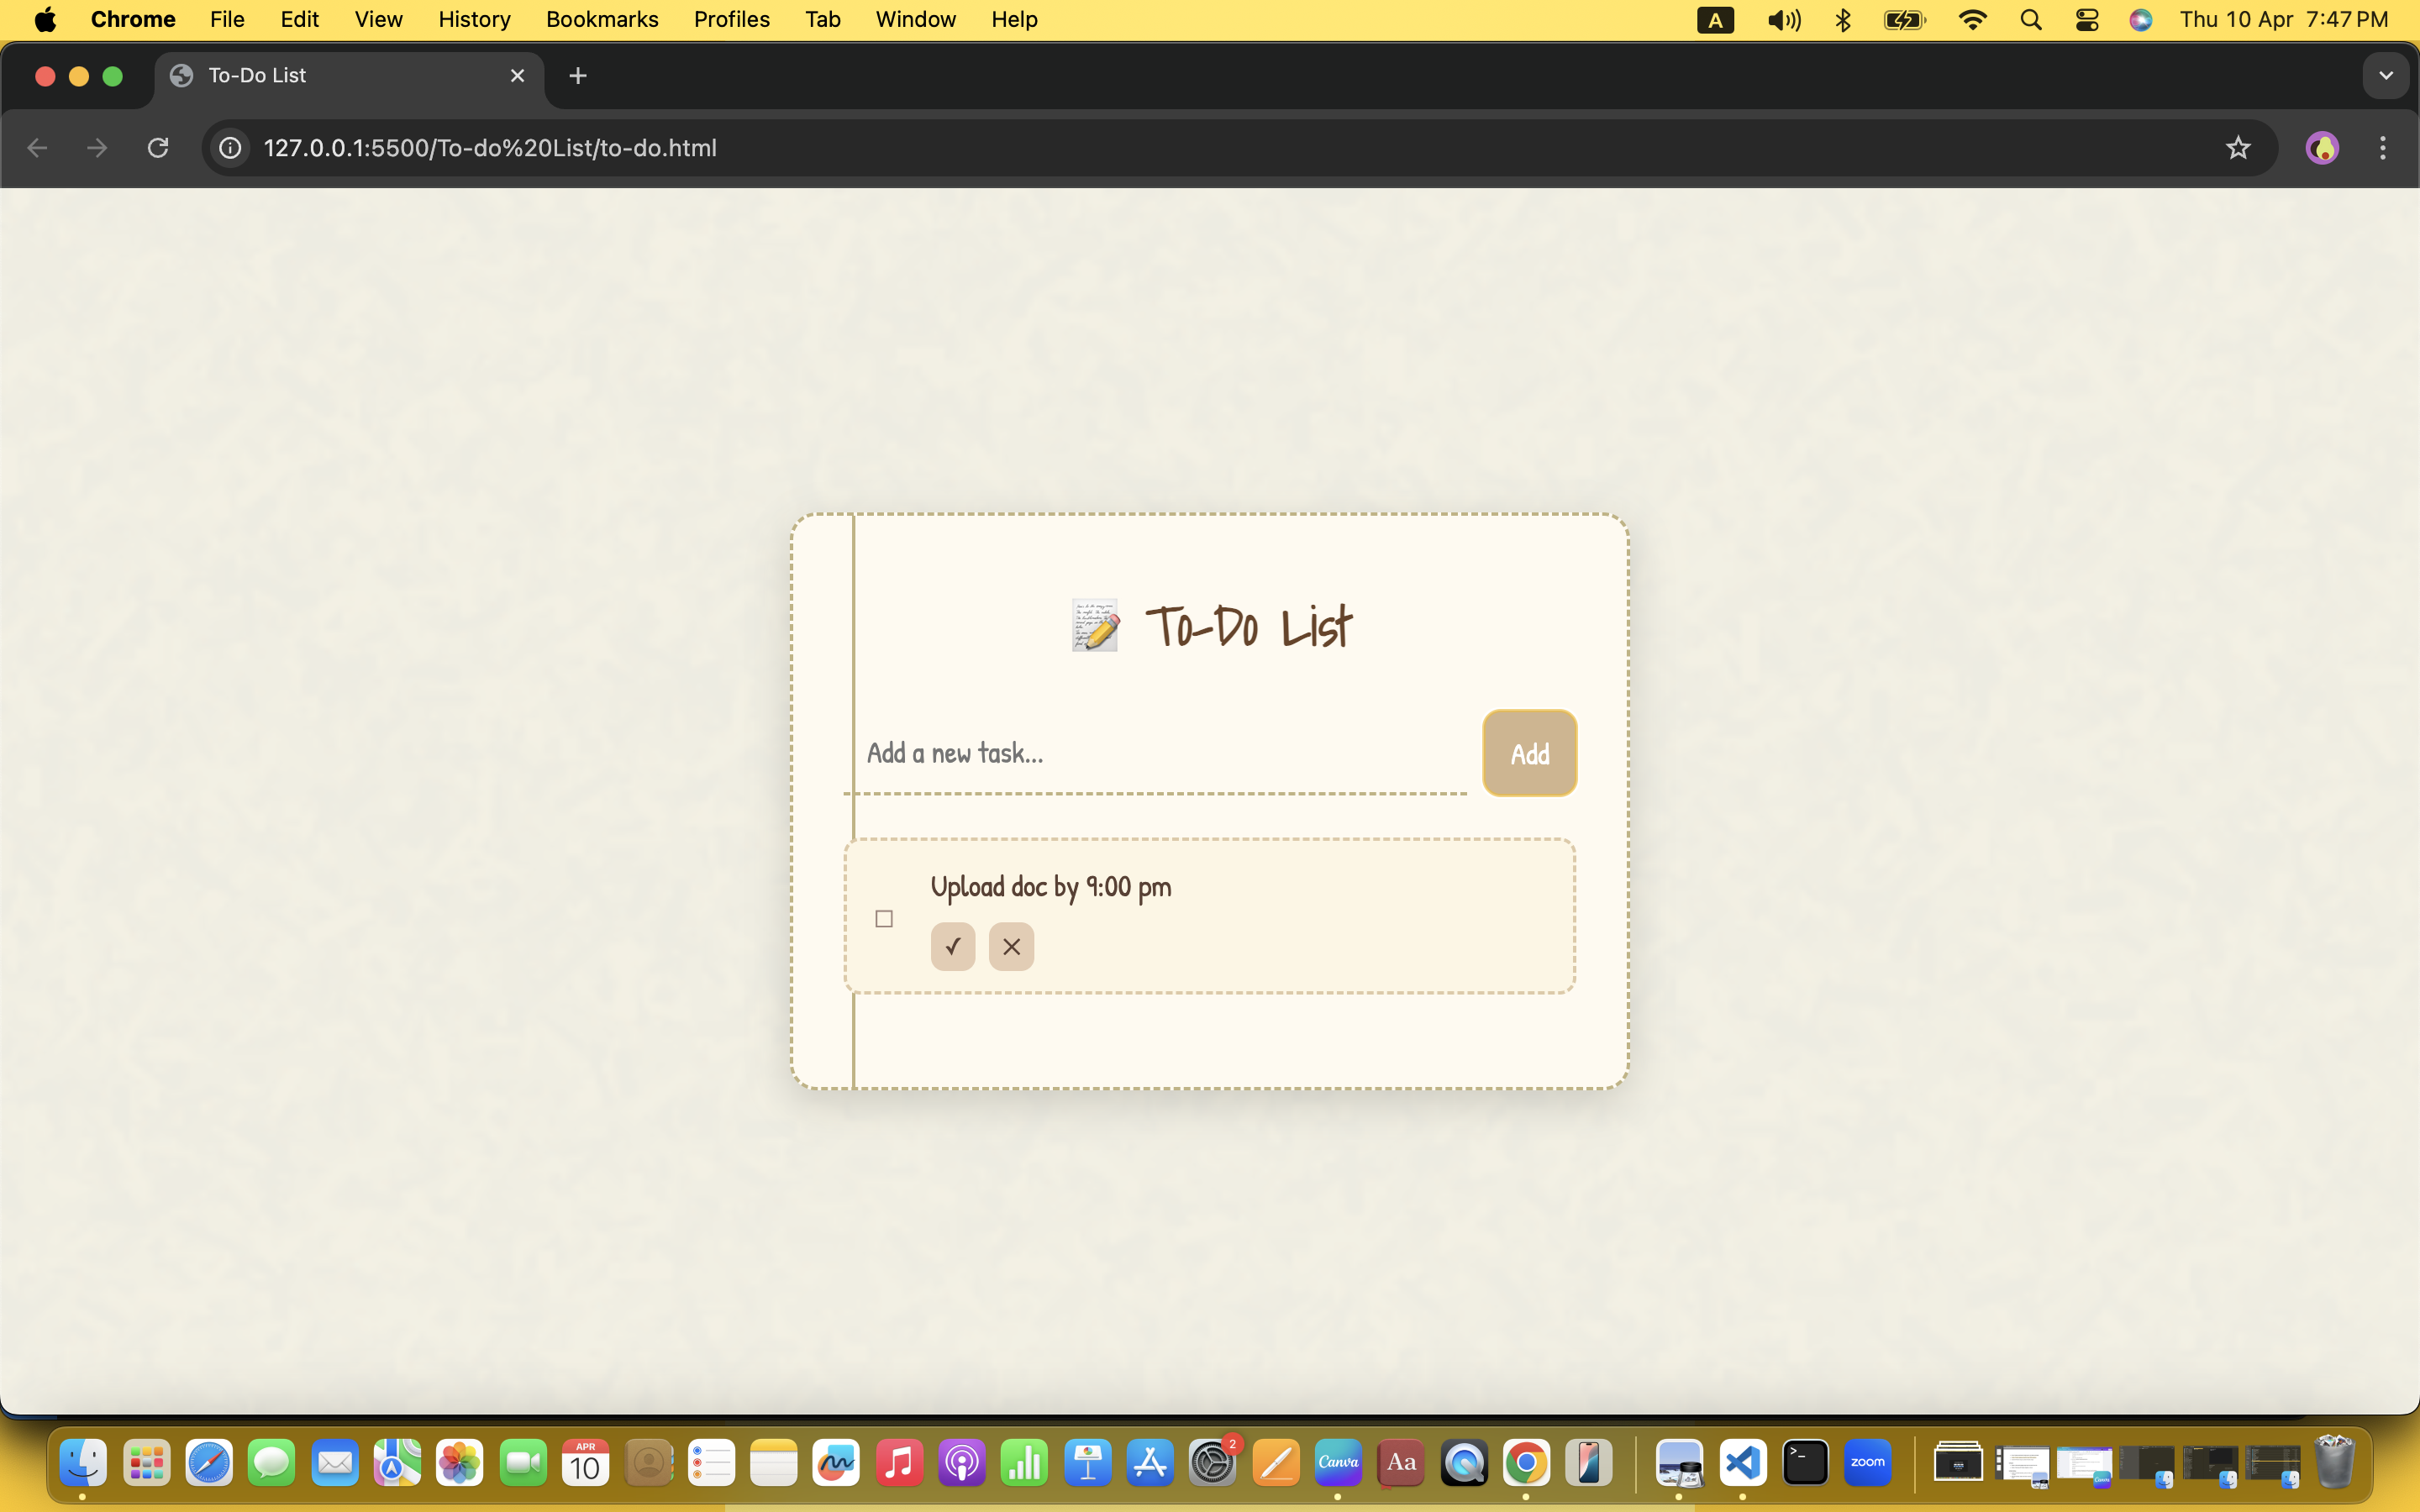 Chrome File Edit View History Bookmarks Profiles Tab Window Help A Thu 10 Apr 7:47 PM
To-Do List
127.0.0.1:5500/To-do%20List/to-do.html
To-Do List
Add a new task...
Add
Upload doc by 9:00 pm
APR
10
2
Canva
Aa
>_
zoom